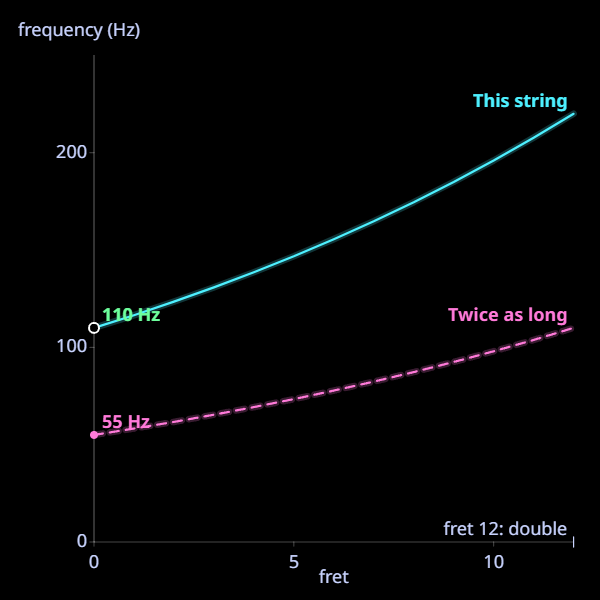 frequency (Hz)
This string
200
110 Hz
Twice as long
100
55 Hz
fret 12: double
0
0 5 10
fret